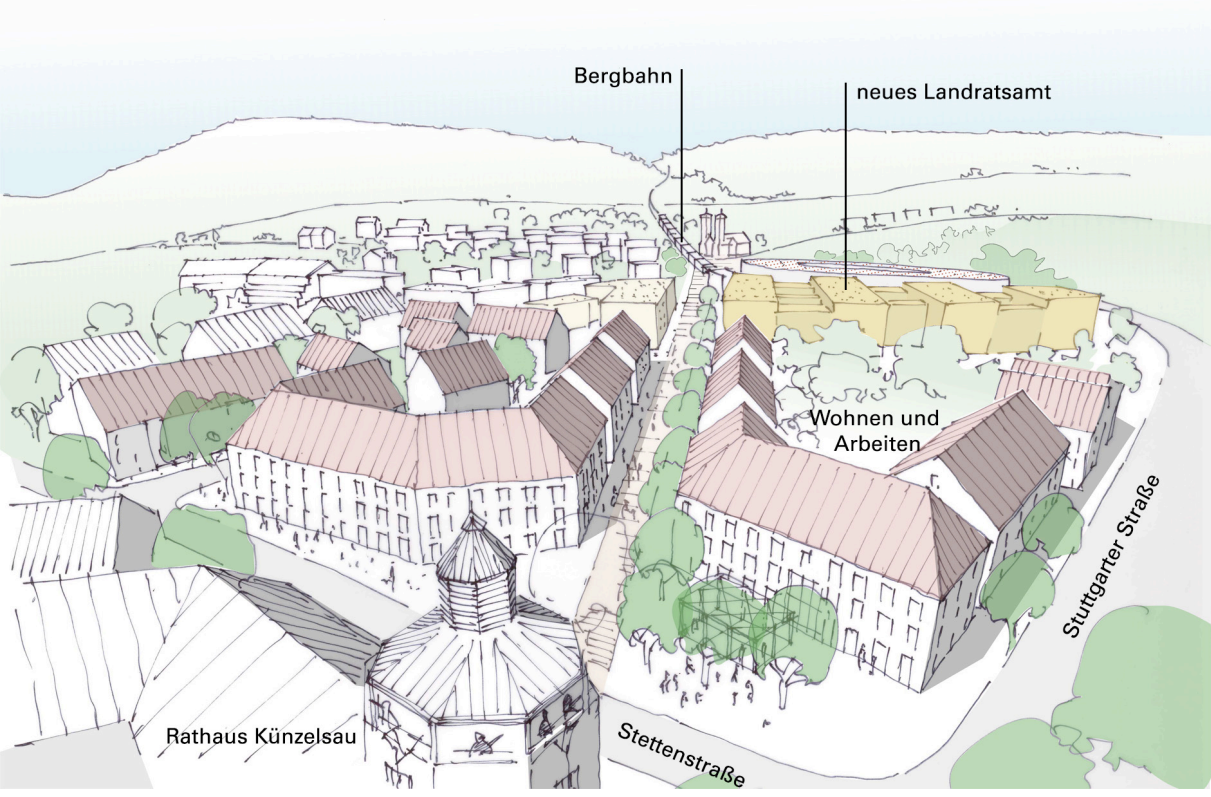 Bergbahn
neues Landratsamt
Wohnen und
Arbeiten
Stuttgarter Straße
Rathaus Künzelsau
Stettenstraße